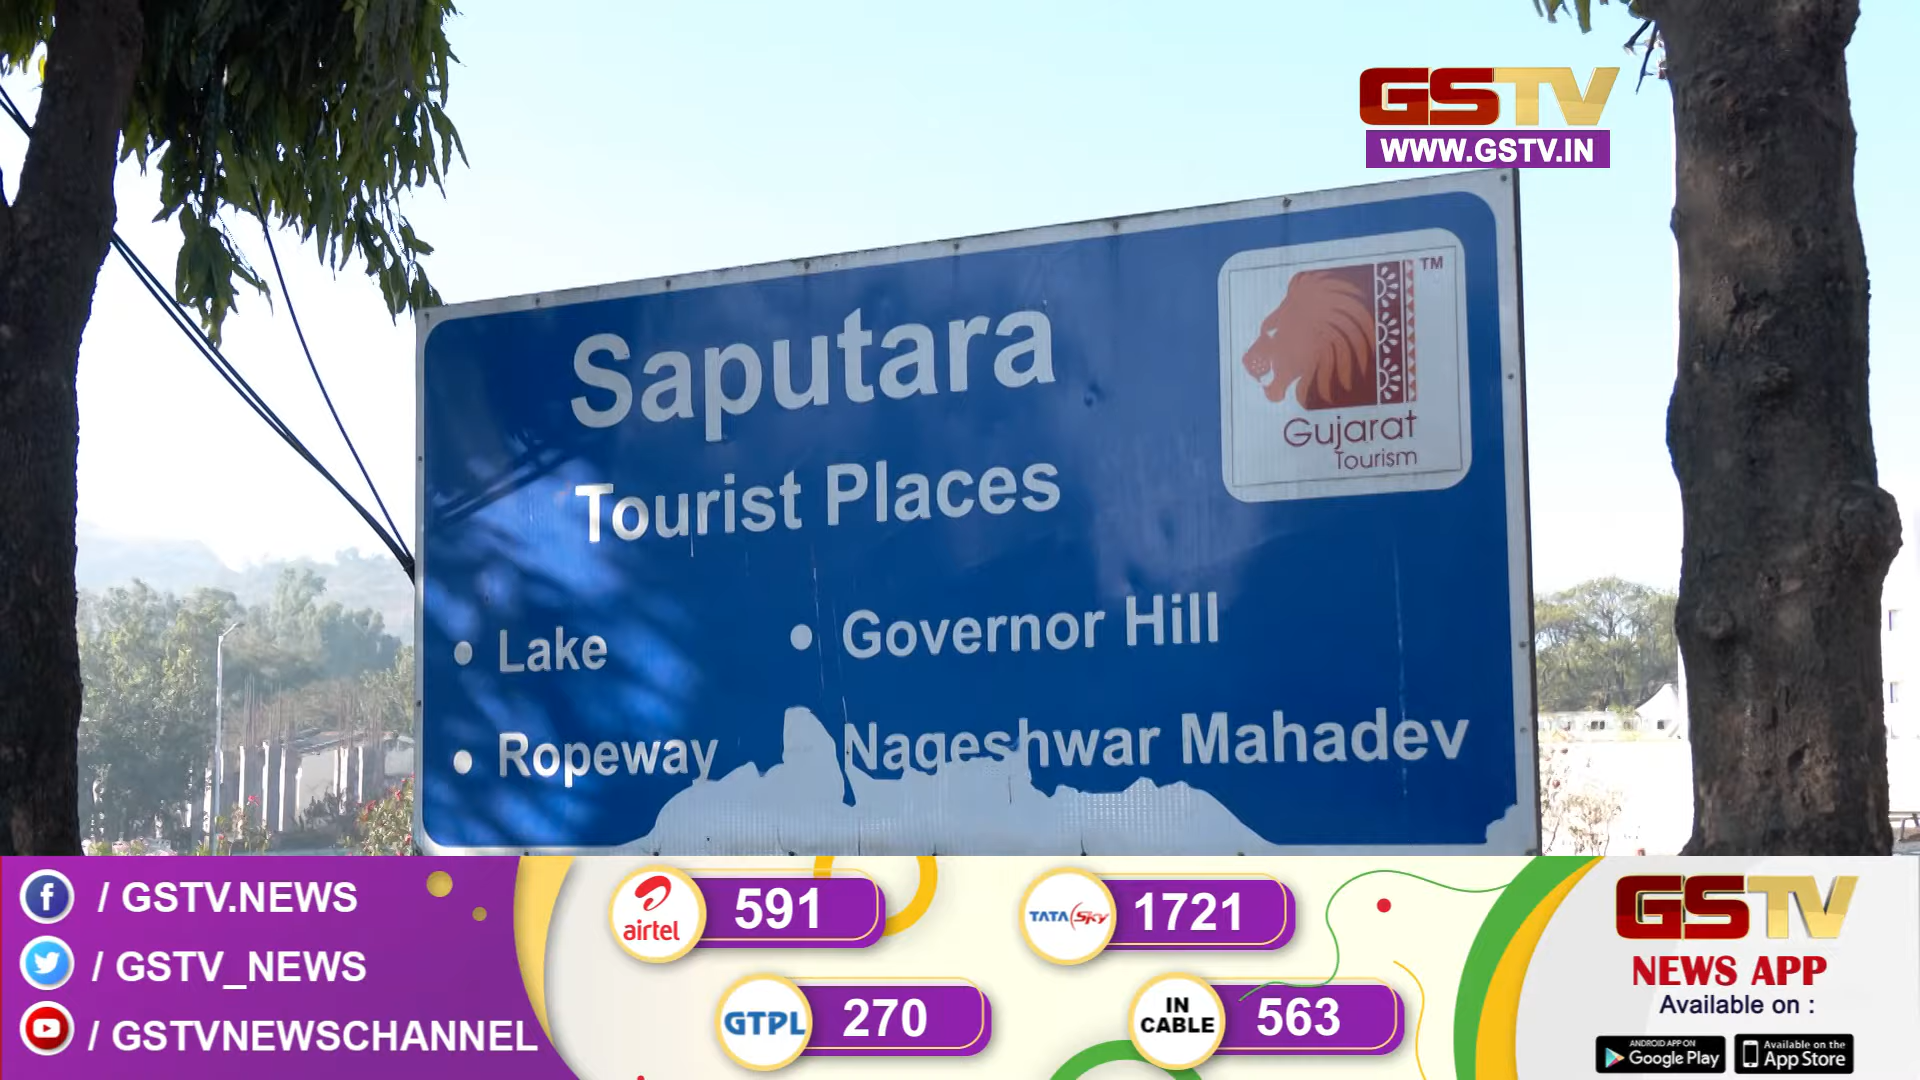 GSTV
WWW.GSTV.IN
Saputara
Tourist Places
TM
Gujarat
Tourism
• Lake
• Governor Hill
• Ropeway
Nageshwar Mahadev
/ GSTV.NEWS
/ GSTV_NEWS
/ GSTVNEWSCHANNEL
airtel
591
TATA Sky
1721
GTPL
270
IN
CABLE
563
GSTV
NEWS APP
Available on :
ANDROID APP ON
Google Play
Available on the
App Store